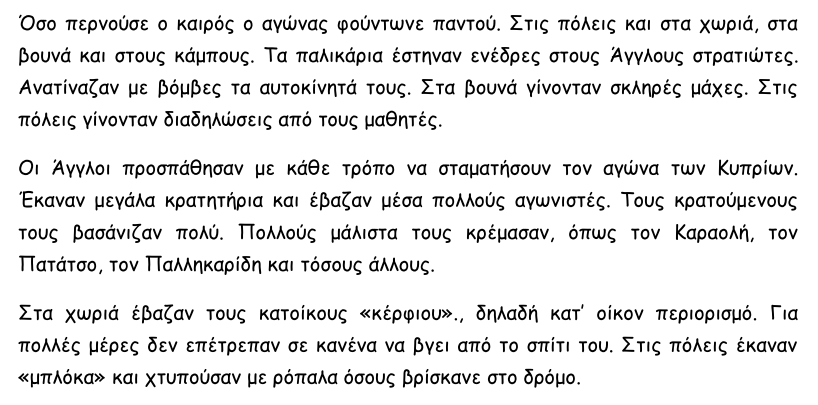 Όσο περνούσε ο καιρός ο αγώνας φούντωνε παντού. Στις πόλεις και στα χωριά, στα
βουνά και στους κάμπους. Τα παλικάρια έστηναν ενέδρες στους Άγγλους στρατιώτες.
Ανατίναζαν με βόμβες τα αυτοκίνητά τους. Στα βουνά γίνονταν σκληρές μάχες. Στις
πόλεις γίνονταν διαδηλώσεις από τους μαθητές.
Οι Άγγλοι προσπάθησαν με κάθε τρόπο να σταματήσουν τον αγώνα των Κυπρίων.
Έκαναν μεγάλα κρατητήρια και έβαζαν μέσα πολλούς αγωνιστές. Τους κρατούμενους
τους βασάνιζαν πολύ. Πολλούς μάλιστα τους κρέμασαν, όπως τον Καραολή, τον
Πατάτσο, τον Παλληκαρίδη και τόσους άλλους.
Στα χωριά έβαζαν τους κατοίκους «κέρφιου»., δηλαδή κατ' οίκον περιορισμό. Για
πολλές μέρες δεν επέτρεπαν σε κανένα να βγει από το σπίτι του. Στις πόλεις έκαναν
«μπλόκα» και χτυπούσαν με ρόπαλα όσους βρίσκανε στο δρόμο.